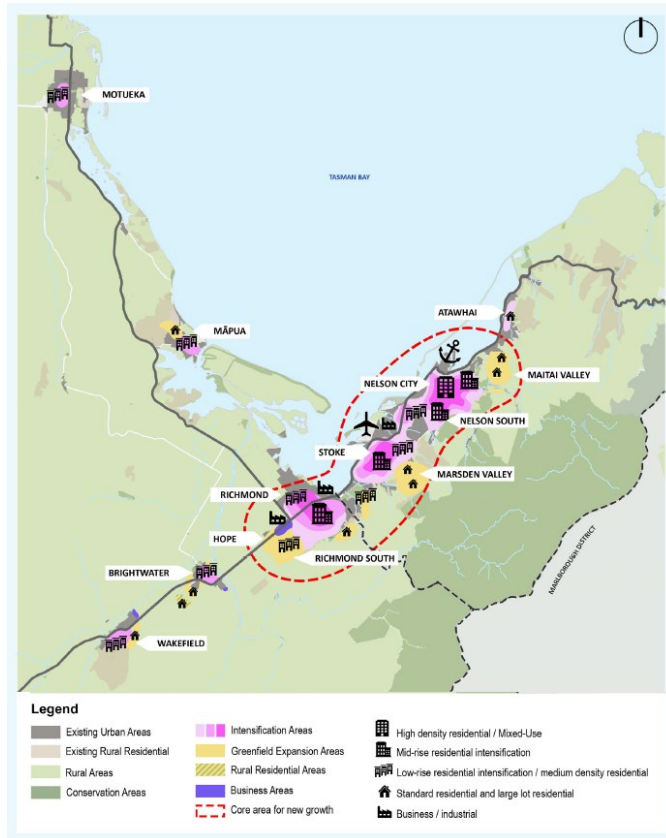 MOTUEKA
TASMAN BAY
ATAWHAI
MĀPUA
MAITAI VALLEY
NELSON CITY
NELSON SOUTH
STOKE
MARSDEN VALLEY
RICHMOND
HOPE
RICHMOND SOUTH
BRIGHTWATER
WAKEFIELD
MARLBOROUGH DISTRICT
Legend
Existing Urban Areas
Existing Rural Residential
Rural Areas
Conservation Areas
Intensification Areas
Greenfield Expansion Areas
Rural Residential Areas
Business Areas
Core area for new growth
High density residential / Mixed-Use
Mid-rise residential intensification
Low-rise residential intensification / medium density residential
Standard residential and large lot residential
Business / industrial